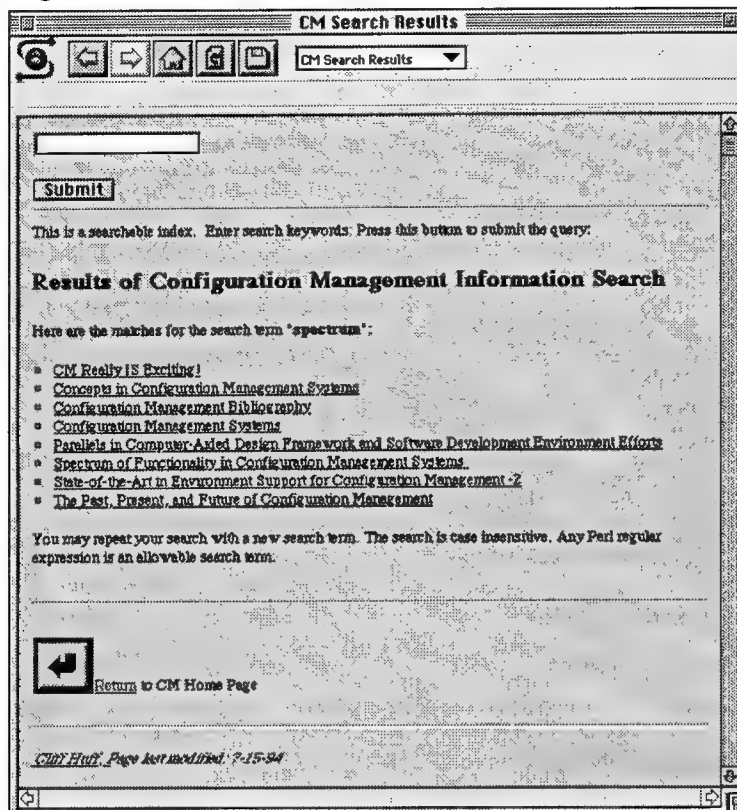 CM Search Results
CM Search Results
Submit
This is a searchable index. Enter search keywords: Press this button to submit the query:
Results of Configuration Management Information Search
Here are the matches for the search term "spectrum":
CM Really IS Exciting!
Concepts in Configuration Management Systems
Configuration Management Bibliography
Configuration Management Systems
Parallels in Computer-Aided Design Framework and Software Development Environment Efforts
Spectrum of Functionality in Configuration Management Systems
State-of-the-Art in Environment Support for Configuration Management -2
The Past, Present, and Future of Configuration Management
You may repeat your search with a new search term. The search is case insensitive. Any Perl regular
expression is an allowable search term.
Return to CM Home Page
Cliff Huff, Page last modified: 7-15-94